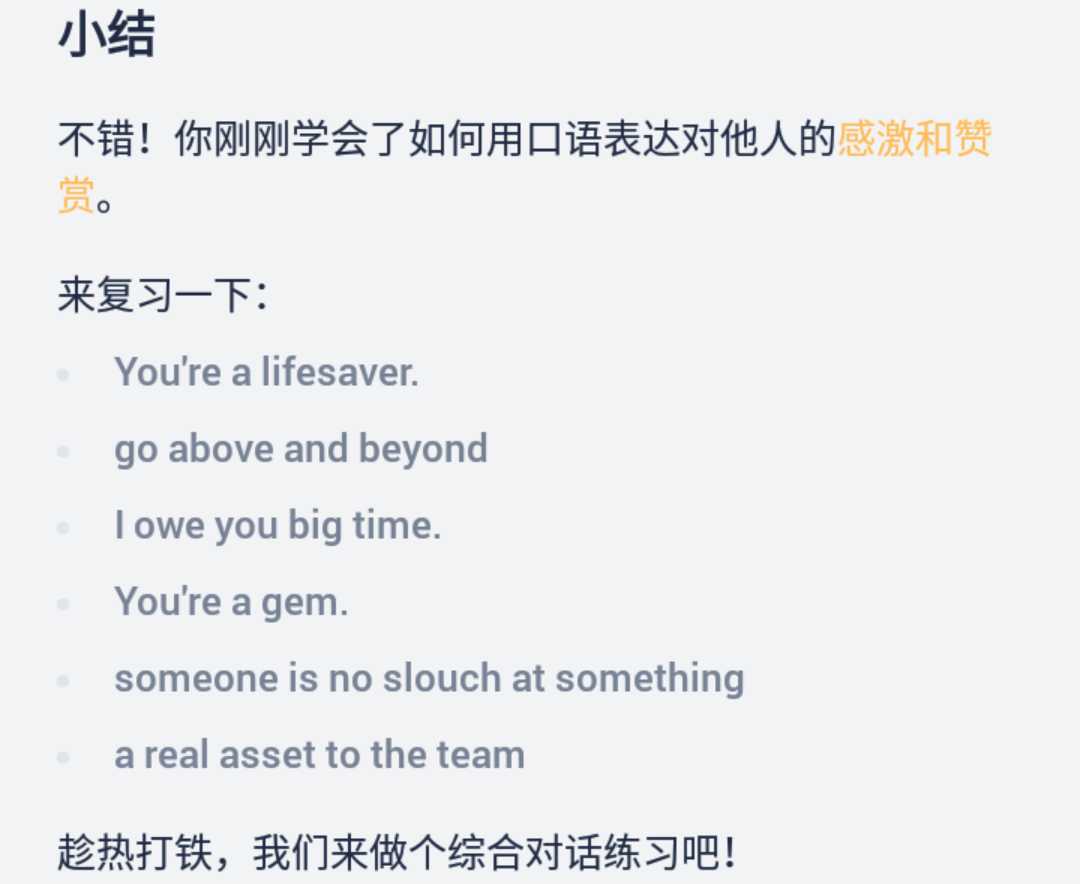 小结
不错！你刚刚学会了如何用口语表达对他人的感激和赞
赏。
来复习一下：
You're a lifesaver.
go above and beyond
I owe you big time.
You're a gem.
someone is no slouch at something
a real asset to the team
趁热打铁，我们来做个综合对话练习吧！